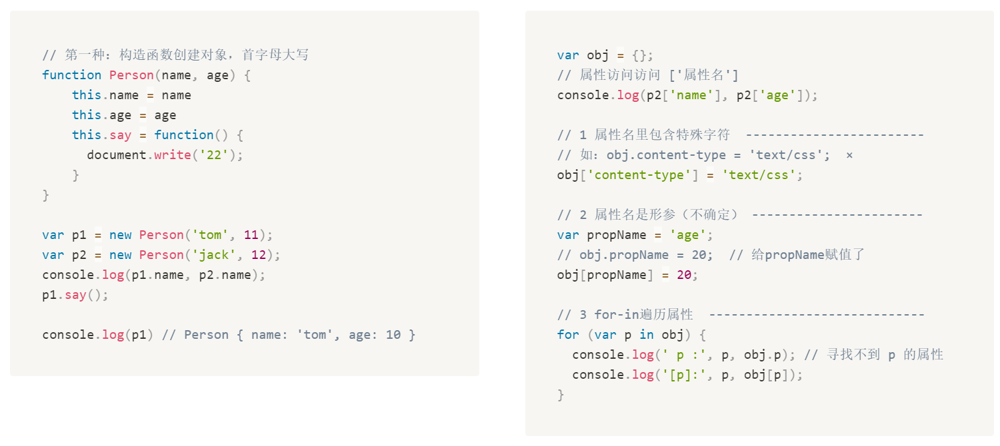 // 第一种：构造函数创建对象，首字母大写
function Person(name, age) {
    this.name = name
    this.age = age
    this.say = function() {
      document.write('22');
    }
}

var p1 = new Person('tom', 11);
var p2 = new Person('jack', 12);
console.log(p1.name, p2.name);
p1.say();

console.log(p1) // Person { name: 'tom', age: 10 }

var obj = {};
// 属性访问访问 ['属性名']
console.log(p2['name'], p2['age']);

// 1 属性名里包含特殊字符  ------------------------
// 如：obj.content-type = 'text/css';  ×
obj['content-type'] = 'text/css';

// 2 属性名是形参（不确定） -----------------------
var propName = 'age';
// obj.propName = 20;  // 给propName赋值了
obj[propName] = 20;

// 3 for-in遍历属性  -----------------------------
for (var p in obj) {
  console.log(' p :', p, obj.p); // 寻找不到 p 的属性
  console.log('[p]:', p, obj[p]);
}